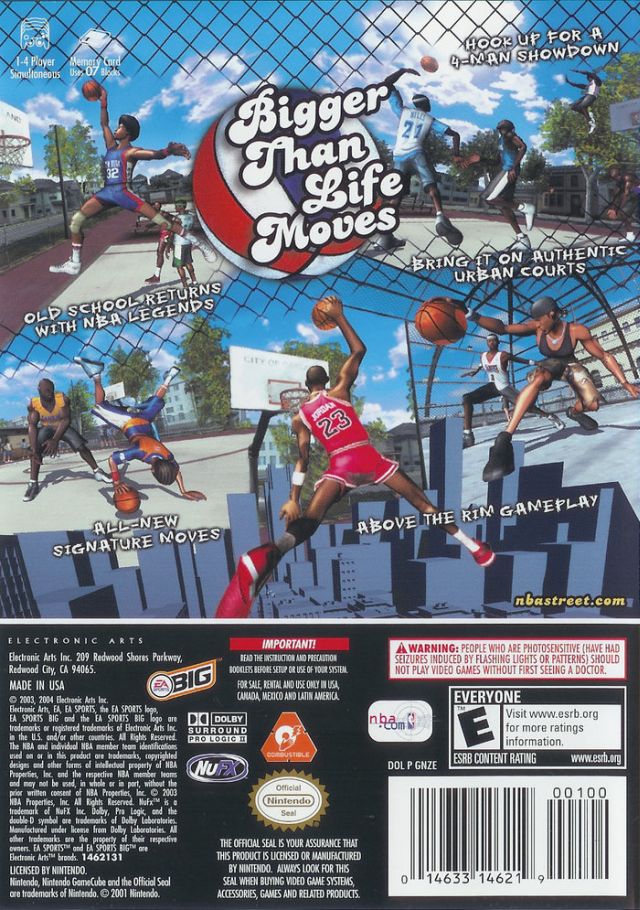 1-4 Player
Simultaneous
Memory Card
Uses 07 Blocks
HOOK UP FOR A
4-MAN SHOWDOWN
Bigger
Than
Life
Moves
32
21
BRING IT ON AUTHENTIC
URBAN COURTS
OLD SCHOOL RETURNS
WITH NBA LEGENDS
CITY OF
JORDAN
23
ALL-NEW
SIGNATURE MOVES
ABOVE THE RIM GAMEPLAY
nbastreet.com
ELECTRONIC ARTS
Electronic Arts Inc. 209 Redwood Shores Parkway,
Redwood City, CA 94065.
MADE IN USA
© 2003, 2004 Electronic Arts Inc.
Electronic Arts, EA, EA SPORTS, the EA SPORTS logo,
EA SPORTS BIG and the EA SPORTS BIG logo are
trademarks or registered trademarks of Electronic Arts Inc.
in the U.S. and/or other countries. All Rights Reserved.
The NBA and individual NBA member team identifications
used on or in this product are trademarks, copyrighted
designs and other forms of intellectual property of NBA
Properties, Inc. and the respective NBA member teams
and may not be used, in whole or in part, without the
prior written consent of NBA Properties, Inc. © 2003
NBA Properties, Inc. All Rights Reserved. NuFx™ is a
trademark of NuFX Inc. Dolby, Pro Logic, and the
double-D symbol are trademarks of Dolby Laboratories.
Manufactured under license from Dolby Laboratories. All
other trademarks are the property of their respective
owners. EA SPORTS™ and EA SPORTS BIG™ are
Electronic Arts™ brands. 1462131
LICENSED BY NINTENDO.
Nintendo, Nintendo GameCube and the Official Seal
are trademarks of Nintendo. © 2001 Nintendo.
EA SPORTS BIG
DOLBY
SURROUND
PRO LOGIC II
NuFX
IMPORTANT!
READ THE INSTRUCTION AND PRECAUTION
BOOKLETS BEFORE SETUP OR USE OF YOUR SYSTEM.
FOR SALE, RENTAL AND USE ONLY IN USA,
CANADA, MEXICO AND LATIN AMERICA.
COMBUSTIBLE
Official
Nintendo
Seal
THE OFFICIAL SEAL IS YOUR ASSURANCE THAT
THIS PRODUCT IS LICENSED OR MANUFACTURED
BY NINTENDO. ALWAYS LOOK FOR THIS
SEAL WHEN BUYING VIDEO GAME SYSTEMS,
ACCESSORIES, GAMES AND RELATED PRODUCTS.
WARNING: PEOPLE WHO ARE PHOTOSENSITIVE (HAVE HAD
SEIZURES INDUCED BY FLASHING LIGHTS OR PATTERNS) SHOULD
NOT PLAY VIDEO GAMES WITHOUT FIRST SEEING A DOCTOR.
nba
.com
DOL P GNZE
EVERYONE
E
Visit www.esrb.org
for more ratings
information.
ESRB CONTENT RATING
www.esrb.org
00100
0 14633 14621 9